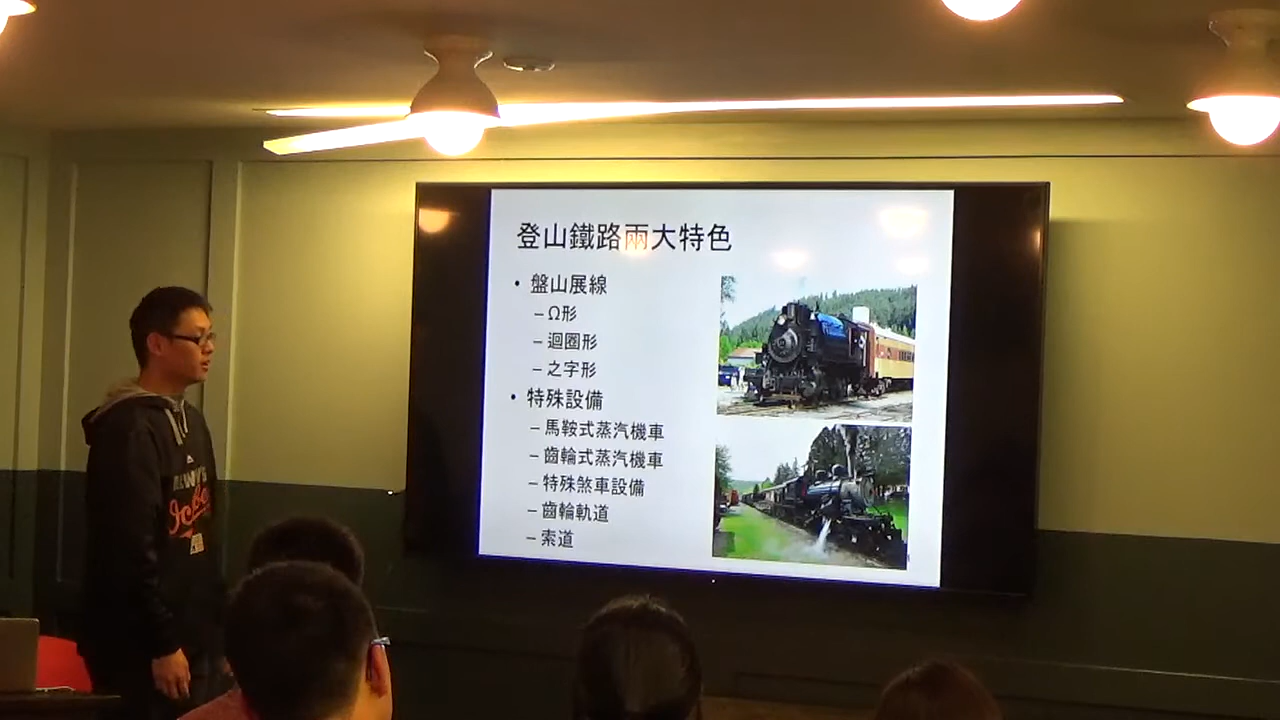 登山鐵路兩大特色
• 盤山展線
– Ω形
– 迴圈形
– 之字形
• 特殊設備
– 馬鞍式蒸汽機車
– 齒輪式蒸汽機車
– 特殊煞車設備
– 齒輪軌道
– 索道